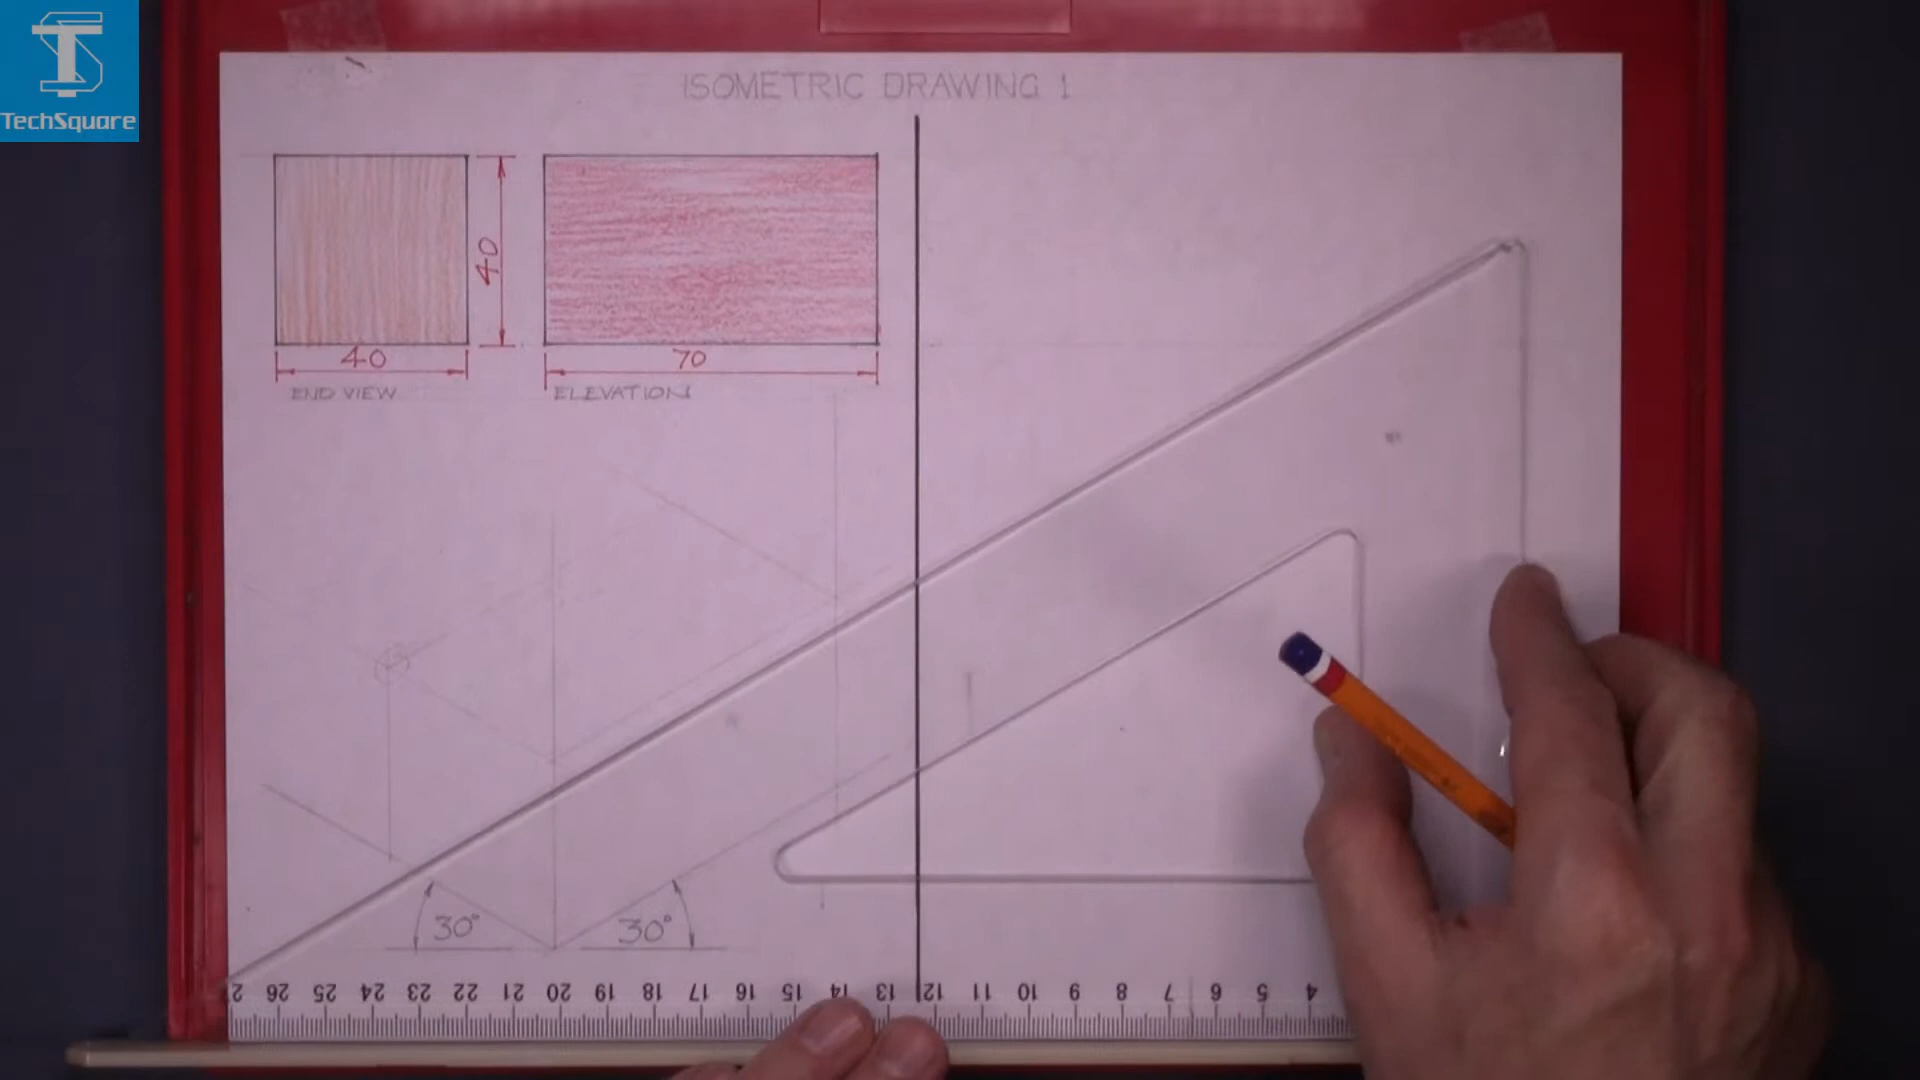 TechSquare
ISOMETRIC DRAWING 1
40
40
END VIEW
70
ELEVATION
30°
30°
27 26 25 24 23 22 21 20 19 18 17 16 15 14 13 12 11 10 9 8 7 6 5 4